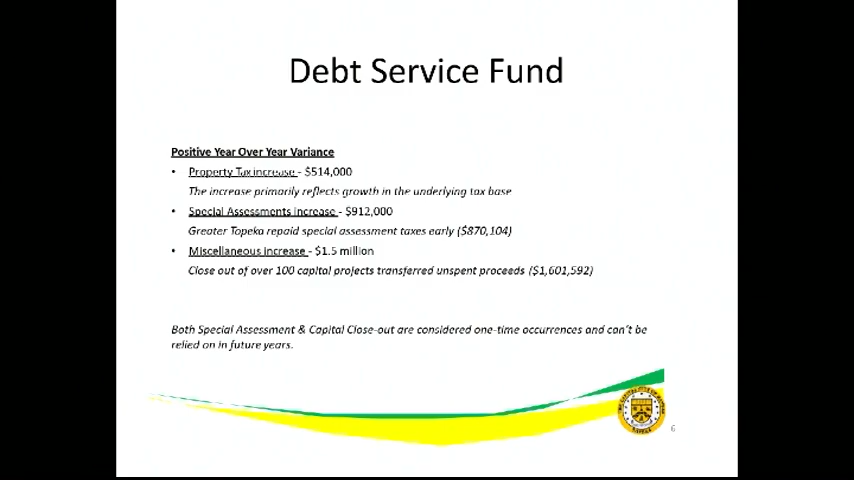 Debt Service Fund
Positive Year Over Year Variance
• Property Tax increase - $514,000
The increase primarily reflects growth in the underlying tax base
• Special Assessments increase - $912,000
Greater Topeka repaid special assessment taxes early ($870,104)
• Miscellaneous increase - $1.5 million
Close out of over 100 capital projects transferred unspent proceeds ($1,601,592)
Both Special Assessment & Capital Close-out are considered one-time occurrences and can't be
relied on in future years.
6